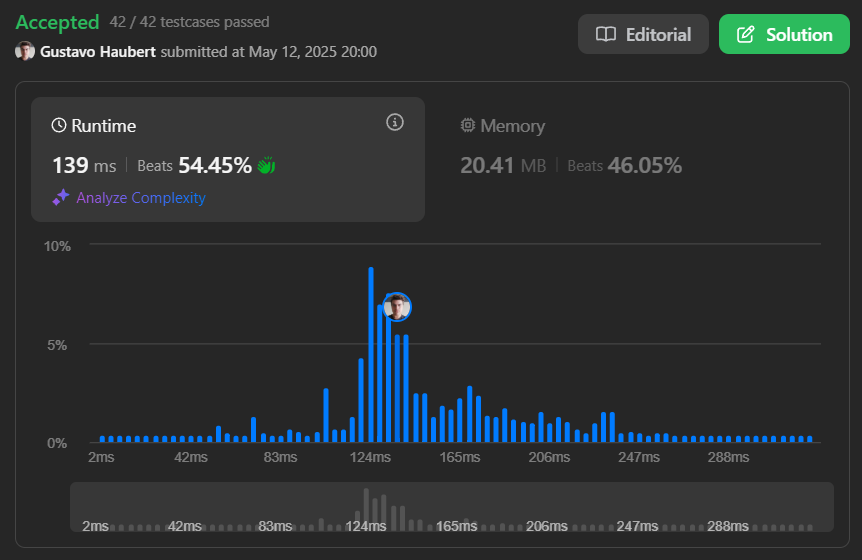 Accepted 42 / 42 testcases passed
Gustavo Haubert submitted at May 12, 2025 20:00
Editorial
Solution
Runtime
139 ms | Beats 54.45%
Analyze Complexity
Memory
20.41 MB | Beats 46.05%
10%
5%
0%
2ms 42ms 83ms 124ms 165ms 206ms 247ms 288ms
2ms 42ms 83ms 124ms 165ms 206ms 247ms 288ms